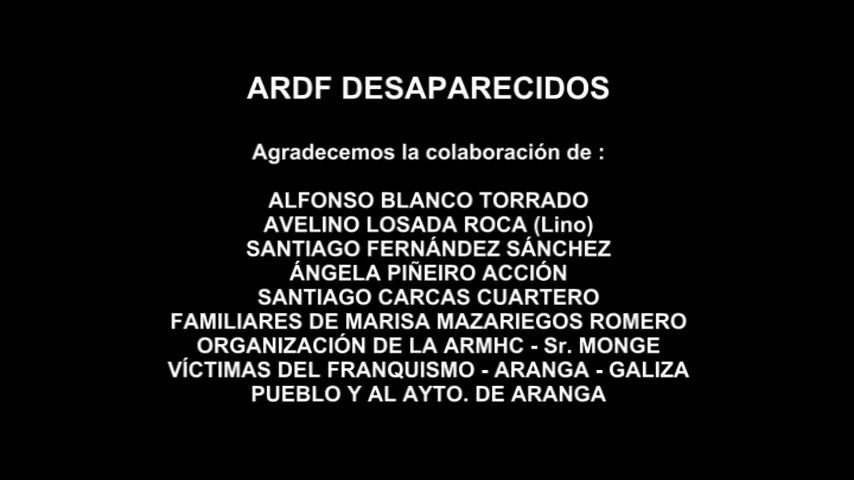 ARDF DESAPARECIDOS
Agradecemos la colaboración de :
ALFONSO BLANCO TORRADO
AVELINO LOSADA ROCA (Lino)
SANTIAGO FERNÁNDEZ SÁNCHEZ
ÁNGELA PIÑEIRO ACCIÓN
SANTIAGO CARCAS CUARTERO
FAMILIARES DE MARISA MAZARIEGOS ROMERO
ORGANIZACIÓN DE LA ARMHC - Sr. MONGE
VÍCTIMAS DEL FRANQUISMO - ARANGA - GALIZA
PUEBLO Y AL AYTO. DE ARANGA